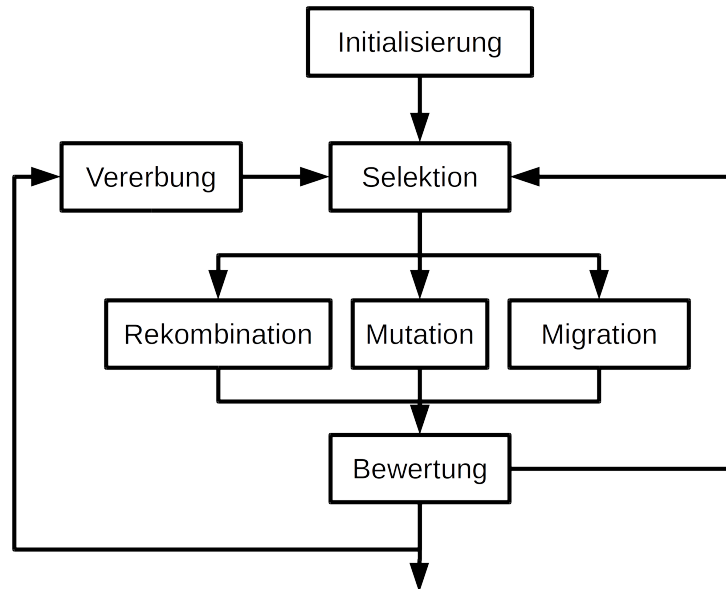 Initialisierung
Vererbung
Selektion
Rekombination
Mutation
Migration
Bewertung